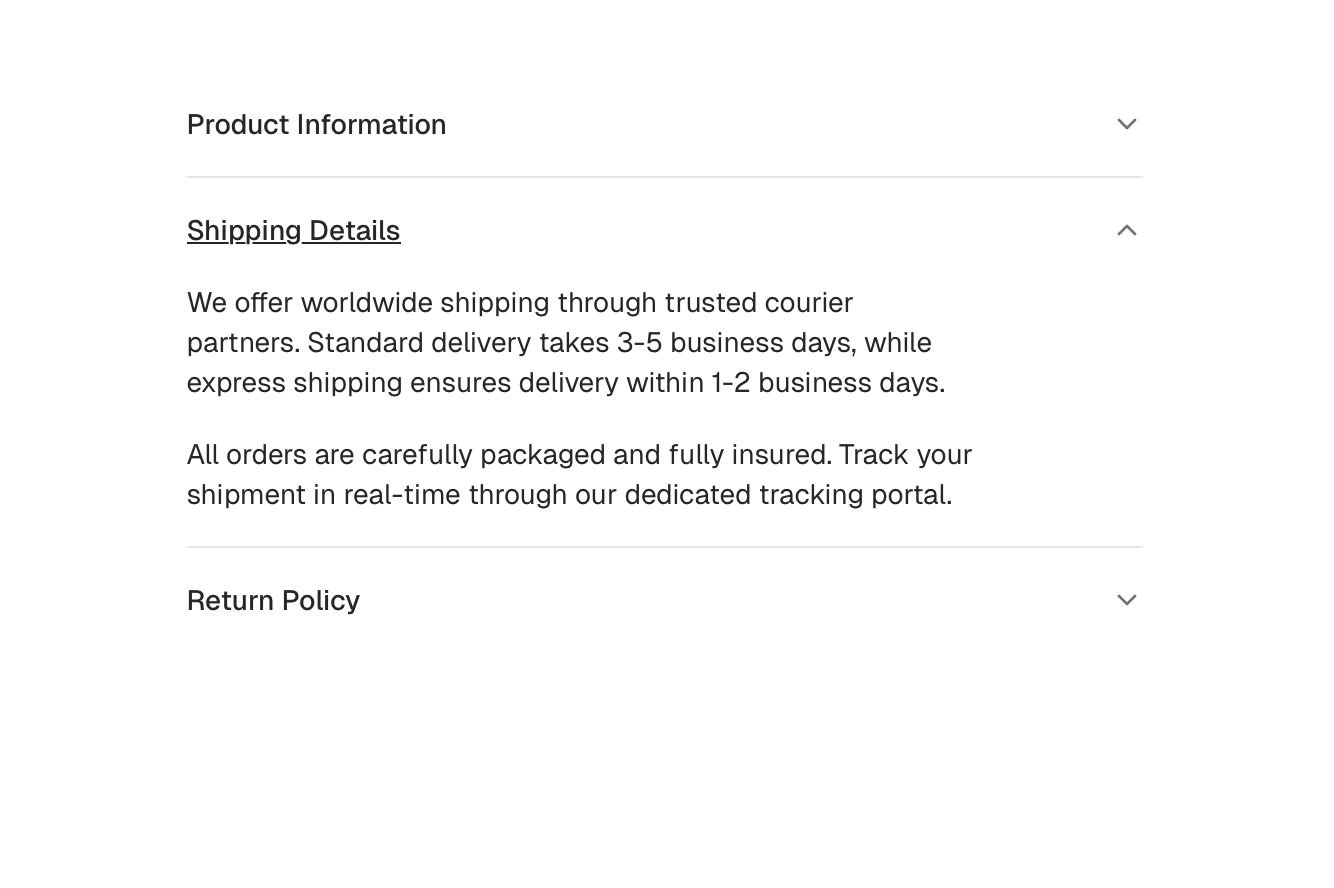 Product Information
Shipping Details
We offer worldwide shipping through trusted courier
partners. Standard delivery takes 3-5 business days, while
express shipping ensures delivery within 1-2 business days.
All orders are carefully packaged and fully insured. Track your
shipment in real-time through our dedicated tracking portal.
Return Policy